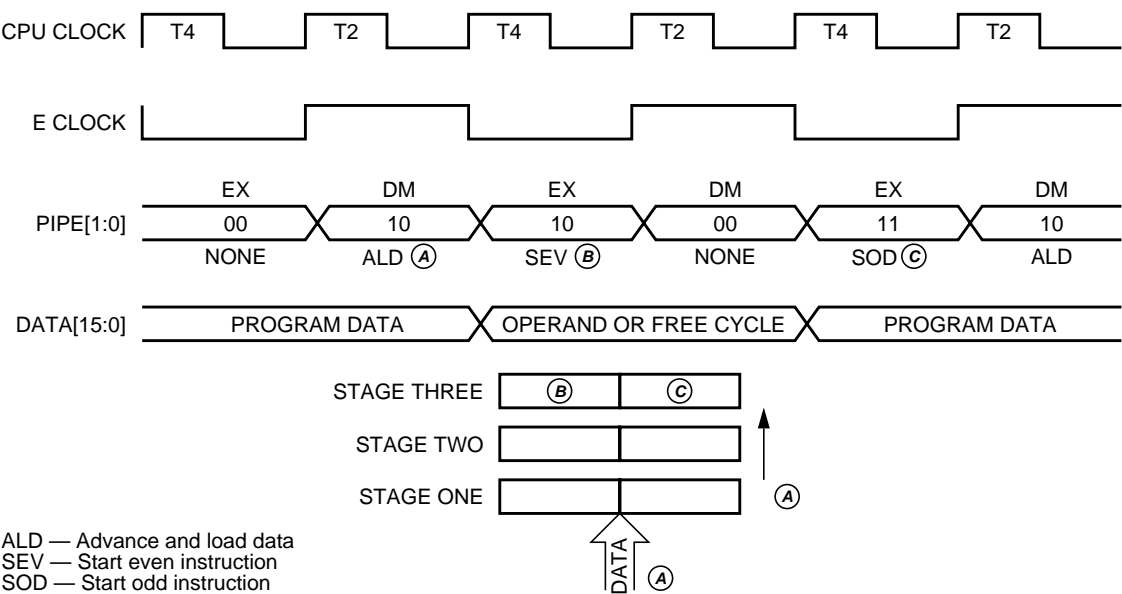 CPU CLOCK T4 T2 T4 T2 T4 T2
E CLOCK
EX DM EX DM EX DM
PIPE[1:0] 00 10 10 00 11 10
NONE ALD A SEV B NONE SOD C ALD
DATA[15:0] PROGRAM DATA OPERAND OR FREE CYCLE PROGRAM DATA
STAGE THREE B C
STAGE TWO
STAGE ONE A
DATA A
ALD — Advance and load data
SEV — Start even instruction
SOD — Start odd instruction